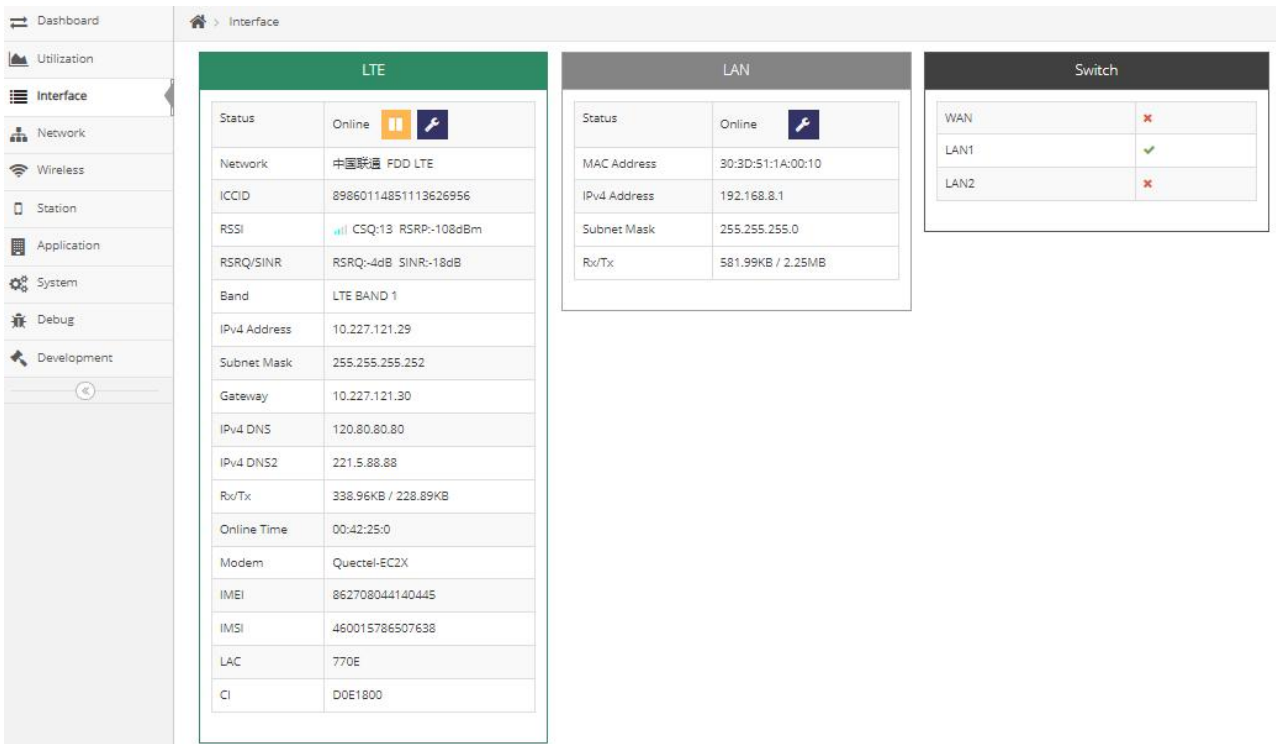 Dashboard
Utilization
Interface
Network
Wireless
Station
Application
System
Debug
Development
> Interface
LTE
Status Online
Network 中国联通 FDD LTE
ICCID 89860114851113626956
RSSI CSQ:13 RSRP:-108dBm
RSRQ/SINR RSRQ:-4dB SINR:-18dB
Band LTE BAND 1
IPv4 Address 10.227.121.29
Subnet Mask 255.255.255.252
Gateway 10.227.121.30
IPv4 DNS 120.80.80.80
IPv4 DNS2 221.5.88.88
Rx/Tx 338.96KB / 228.89KB
Online Time 00:42:25:0
Modem Quectel-EC2X
IMEI 862708044140445
IMSI 460015786507638
LAC 770E
CI D0E1800
LAN
Status Online
MAC Address 30:3D:51:1A:00:10
IPv4 Address 192.168.8.1
Subnet Mask 255.255.255.0
Rx/Tx 581.99KB / 2.25MB
Switch
WAN
LAN1
LAN2